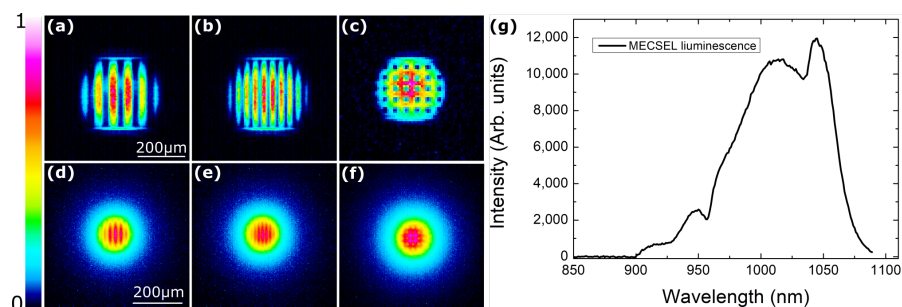 1
0
(a)
(b)
(c)
200μm
(d)
(e)
(f)
200μm
(g)
12,000
10,000
8,000
6,000
4,000
2,000
0
Intensity (Arb. units)
MECSEL liuminescence
850 900 950 1000 1050 1100
Wavelength (nm)